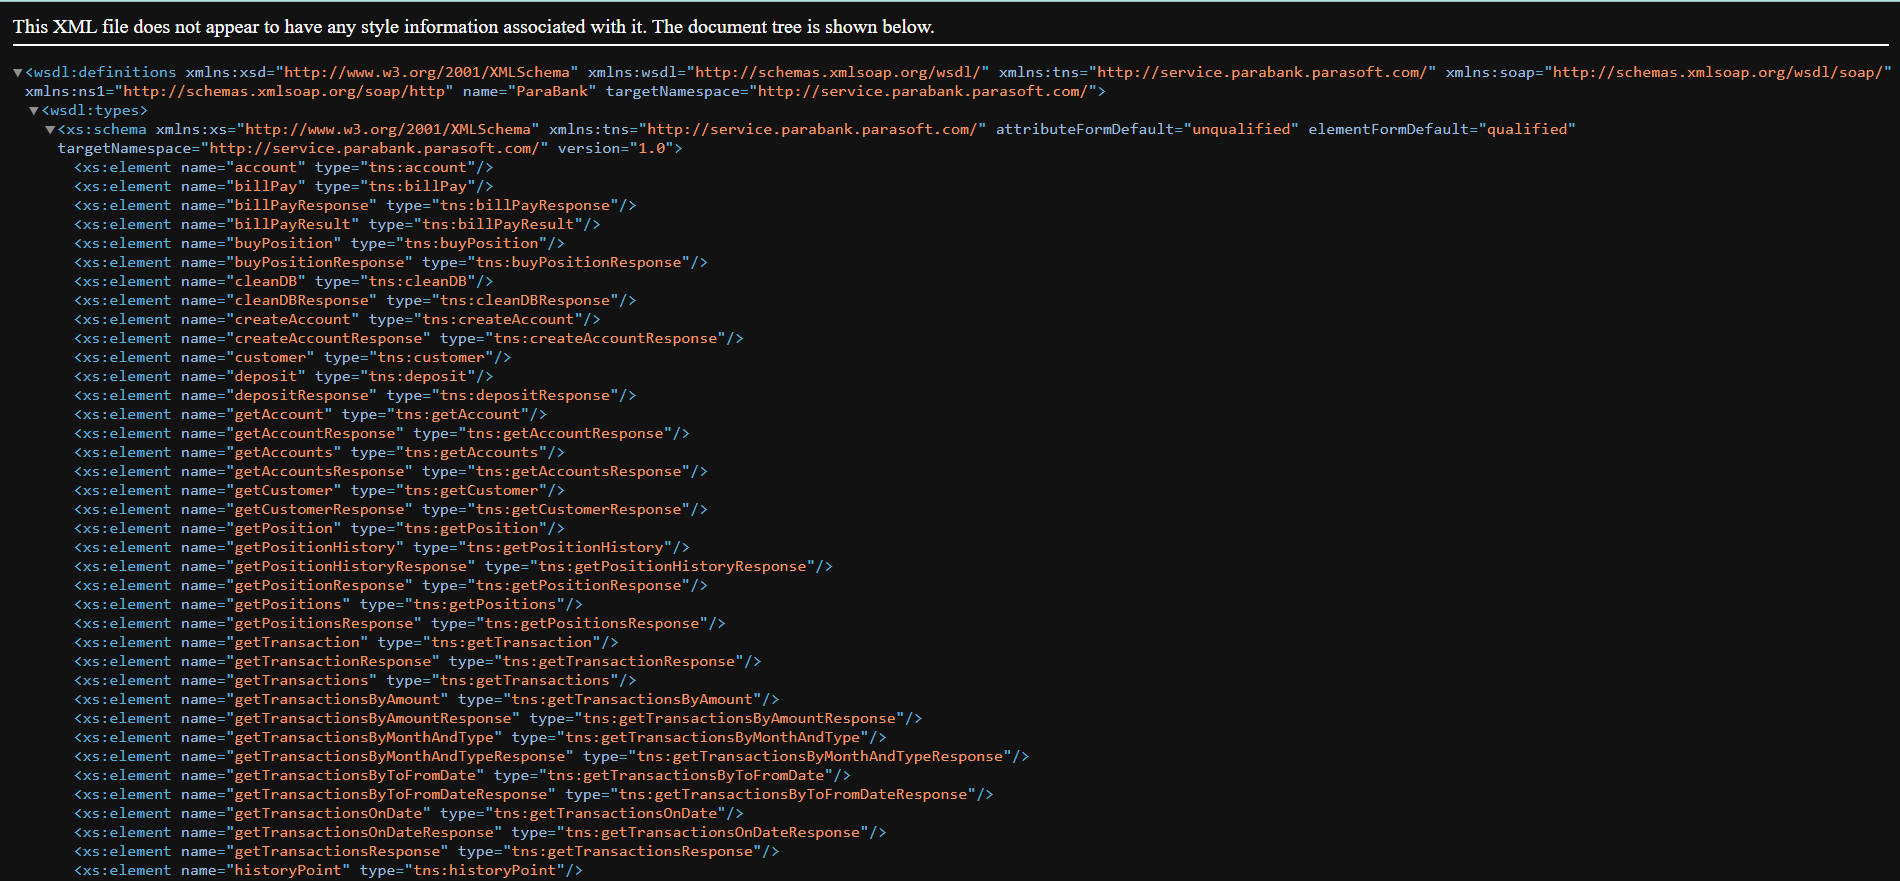 This XML file does not appear to have any style information associated with it. The document tree is shown below.
▼<wsdl:definitions xmlns:xsd="http://www.w3.org/2001/XMLSchema" xmlns:wsdl="http://schemas.xmlsoap.org/wsdl/" xmlns:tns="http://service.parabank.parasoft.com/" xmlns:soap="http://schemas.xmlsoap.org/wsdl/soap/"
xmlns:ns1="http://schemas.xmlsoap.org/soap/http" name="ParaBank" targetNamespace="http://service.parabank.parasoft.com/">
▼<wsdl:types>
▼<xs:schema xmlns:xs="http://www.w3.org/2001/XMLSchema" xmlns:tns="http://service.parabank.parasoft.com/" attributeFormDefault="unqualified" elementFormDefault="qualified"
targetNamespace="http://service.parabank.parasoft.com/" version="1.0">
<xs:element name="account" type="tns:account"/>
<xs:element name="billPay" type="tns:billPay"/>
<xs:element name="billPayResponse" type="tns:billPayResponse"/>
<xs:element name="billPayResult" type="tns:billPayResult"/>
<xs:element name="buyPosition" type="tns:buyPosition"/>
<xs:element name="buyPositionResponse" type="tns:buyPositionResponse"/>
<xs:element name="cleanDB" type="tns:cleanDB"/>
<xs:element name="cleanDBResponse" type="tns:cleanDBResponse"/>
<xs:element name="createAccount" type="tns:createAccount"/>
<xs:element name="createAccountResponse" type="tns:createAccountResponse"/>
<xs:element name="customer" type="tns:customer"/>
<xs:element name="deposit" type="tns:deposit"/>
<xs:element name="depositResponse" type="tns:depositResponse"/>
<xs:element name="getAccount" type="tns:getAccount"/>
<xs:element name="getAccountResponse" type="tns:getAccountResponse"/>
<xs:element name="getAccounts" type="tns:getAccounts"/>
<xs:element name="getAccountsResponse" type="tns:getAccountsResponse"/>
<xs:element name="getCustomer" type="tns:getCustomer"/>
<xs:element name="getCustomerResponse" type="tns:getCustomerResponse"/>
<xs:element name="getPosition" type="tns:getPosition"/>
<xs:element name="getPositionHistory" type="tns:getPositionHistory"/>
<xs:element name="getPositionHistoryResponse" type="tns:getPositionHistoryResponse"/>
<xs:element name="getPositionResponse" type="tns:getPositionResponse"/>
<xs:element name="getPositions" type="tns:getPositions"/>
<xs:element name="getPositionsResponse" type="tns:getPositionsResponse"/>
<xs:element name="getTransaction" type="tns:getTransaction"/>
<xs:element name="getTransactionResponse" type="tns:getTransactionResponse"/>
<xs:element name="getTransactions" type="tns:getTransactions"/>
<xs:element name="getTransactionsByAmount" type="tns:getTransactionsByAmount"/>
<xs:element name="getTransactionsByAmountResponse" type="tns:getTransactionsByAmountResponse"/>
<xs:element name="getTransactionsByMonthAndType" type="tns:getTransactionsByMonthAndType"/>
<xs:element name="getTransactionsByMonthAndTypeResponse" type="tns:getTransactionsByMonthAndTypeResponse"/>
<xs:element name="getTransactionsByToFromDate" type="tns:getTransactionsByToFromDate"/>
<xs:element name="getTransactionsByToFromDateResponse" type="tns:getTransactionsByToFromDateResponse"/>
<xs:element name="getTransactionsOnDate" type="tns:getTransactionsOnDate"/>
<xs:element name="getTransactionsOnDateResponse" type="tns:getTransactionsOnDateResponse"/>
<xs:element name="getTransactionsResponse" type="tns:getTransactionsResponse"/>
<xs:element name="historyPoint" type="tns:historyPoint"/>